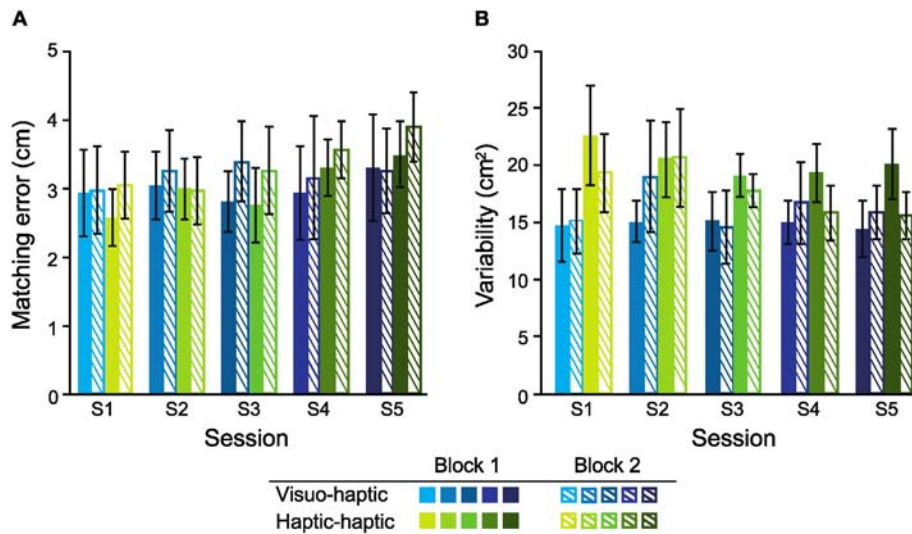 A
B
Matching error (cm)
5
4
3
2
1
0
S1 S2 S3 S4 S5
Session
Variability (cm²)
30
25
20
15
10
5
0
S1 S2 S3 S4 S5
Session
Block 1 Block 2
Visuo-haptic
Haptic-haptic